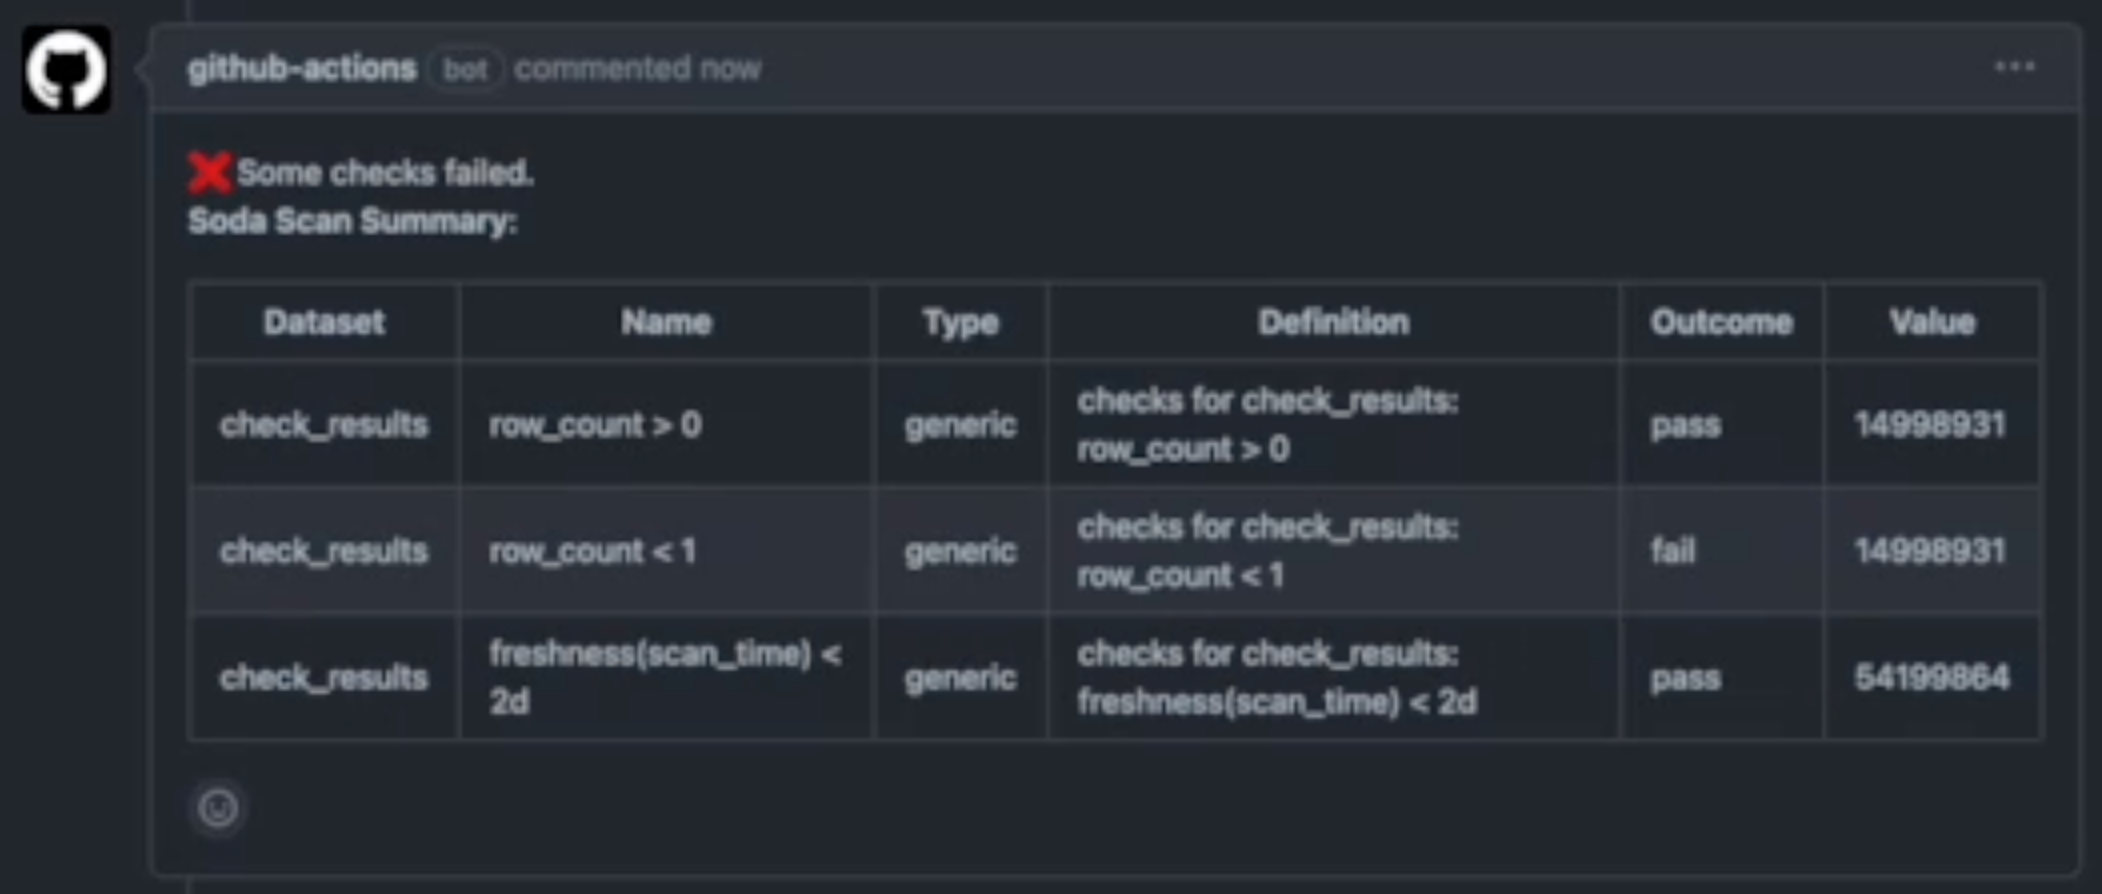 github-actions bot commented now
❌Some checks failed.
Soda Scan Summary:
Dataset Name Type Definition Outcome Value
check_results row_count > 0 generic checks for check_results: row_count > 0 pass 14998931
check_results row_count < 1 generic checks for check_results: row_count < 1 fail 14998931
check_results freshness(scan_time) < 2d generic checks for check_results: freshness(scan_time) < 2d pass 54199864